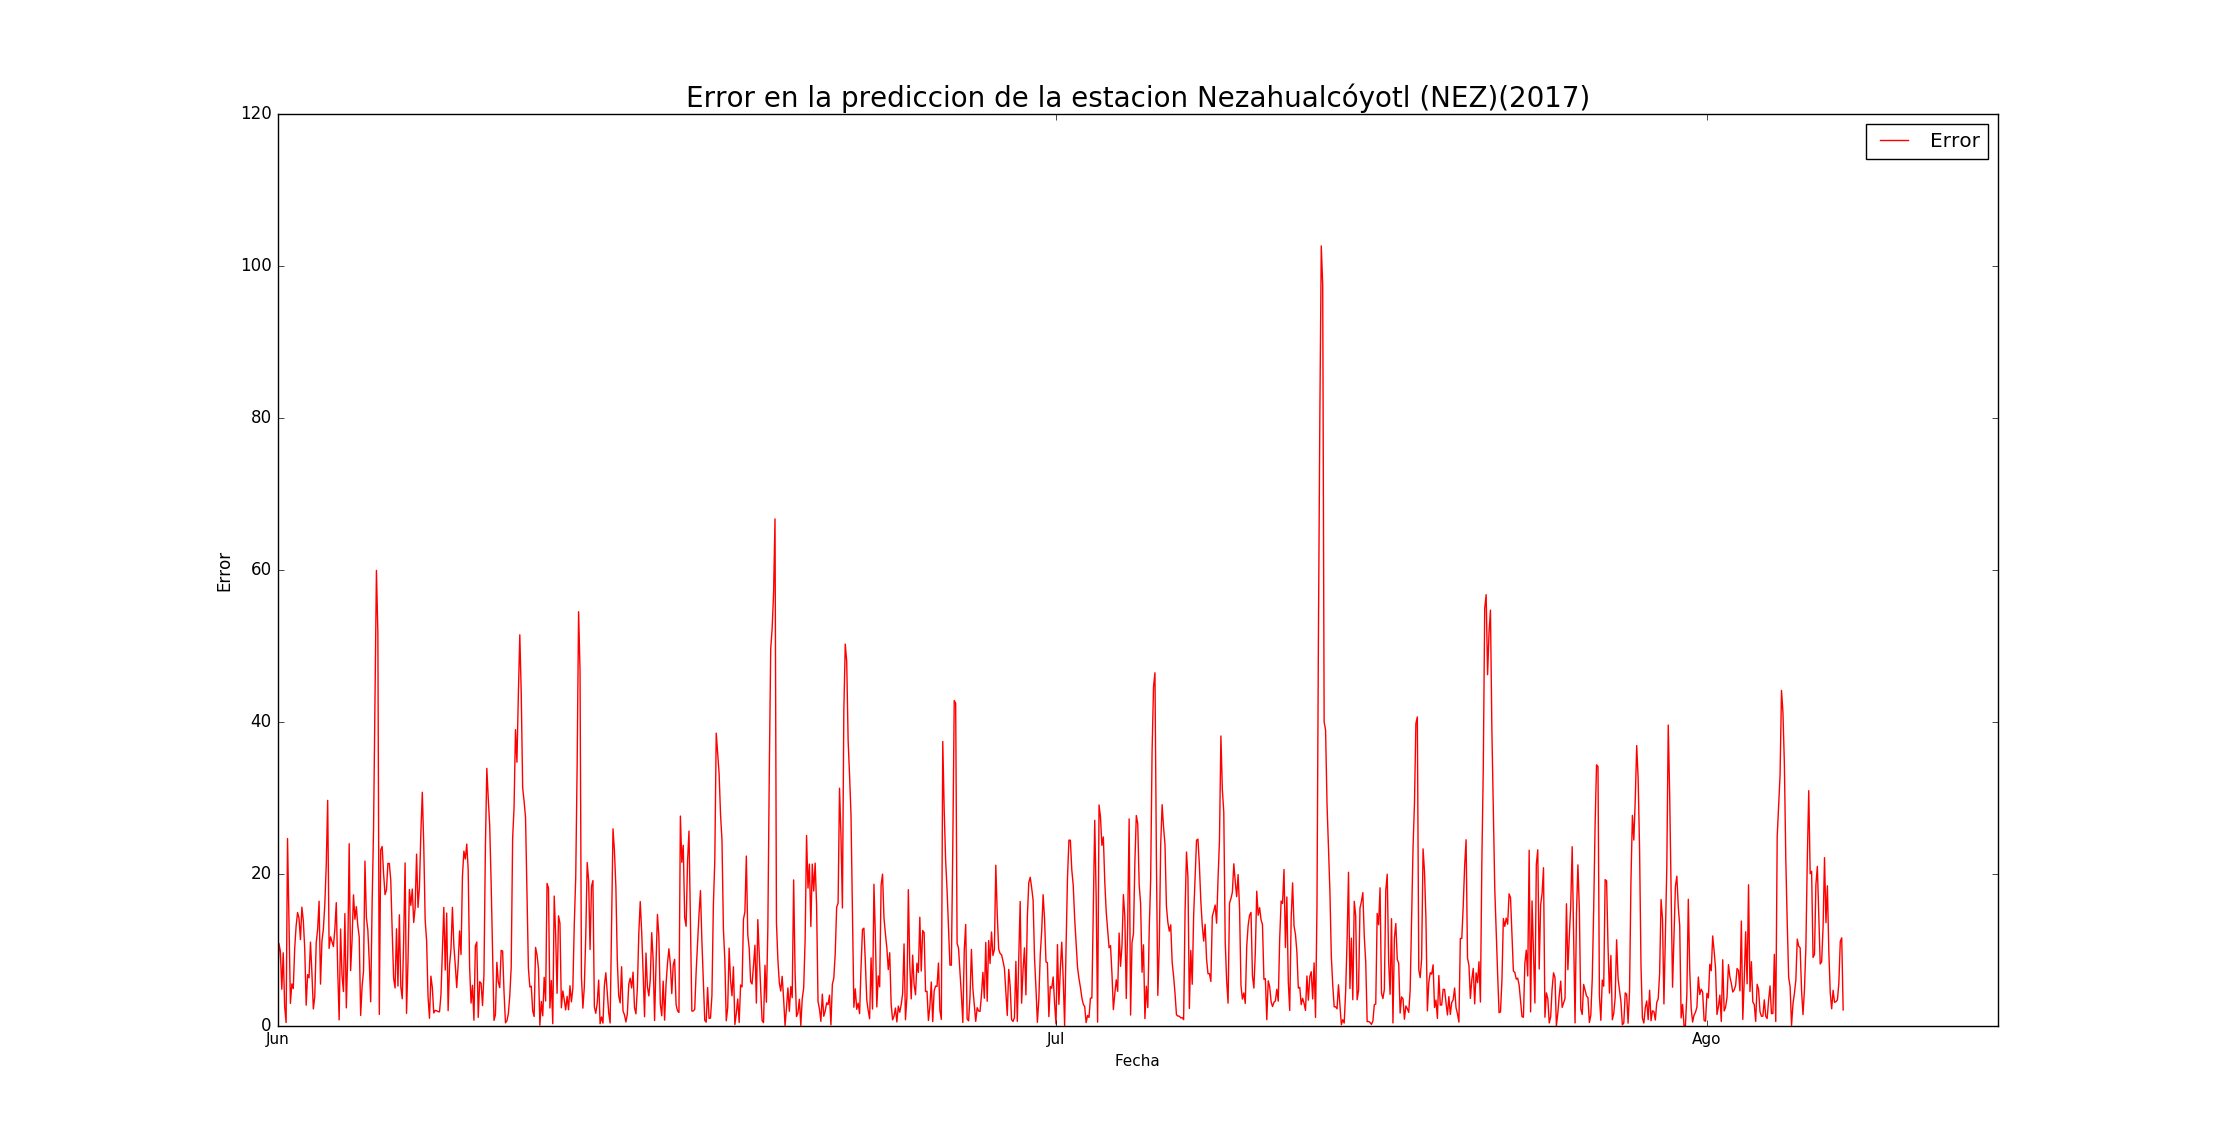 Error en la prediccion de la estacion Nezahualcóyotl (NEZ)(2017)
120
100
80
60
40
20
0
Error
Error
Jun
Jul
Ago
Fecha